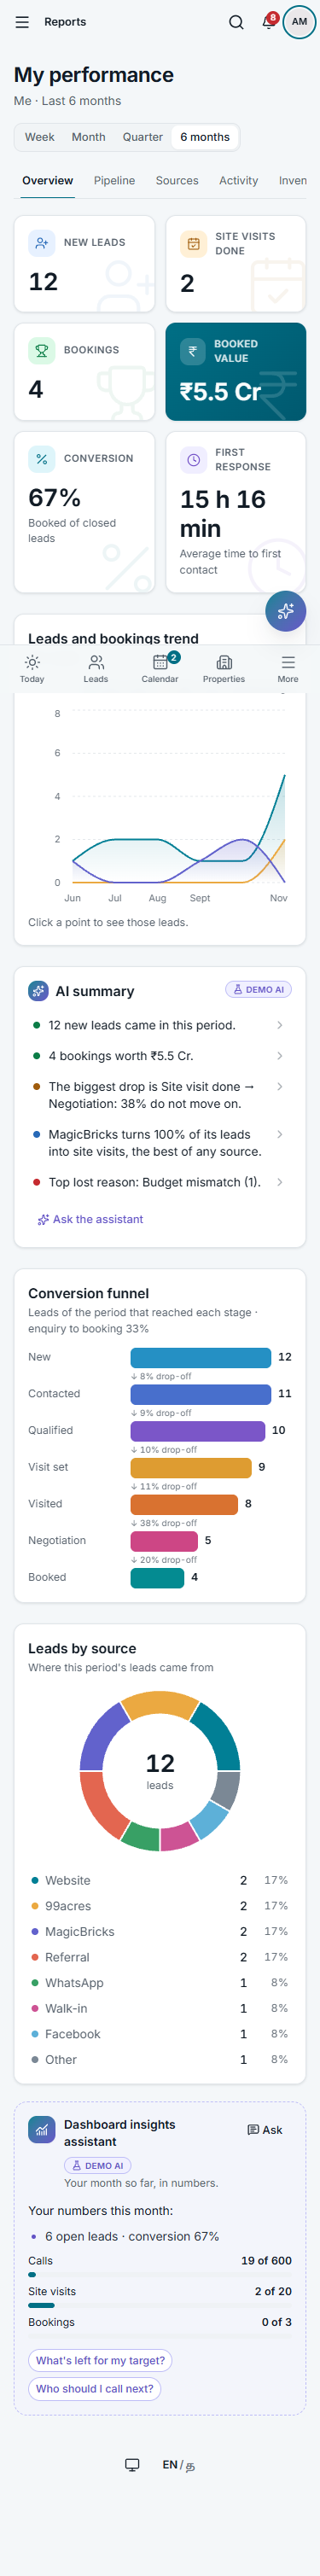 Reports
8
AM
My performance
Me · Last 6 months
Week Month Quarter 6 months
Overview Pipeline Sources Activity Inven
NEW LEADS
12
SITE VISITS
DONE
2
BOOKINGS
4
BOOKED
VALUE
₹5.5 Cr
CONVERSION
67%
Booked of closed
leads
FIRST
RESPONSE
15 h 16
min
Average time to first
contact
Leads and bookings trend
Today
Leads
2
Calendar
Properties
More
8
6
4
2
0
Jun Jul Aug Sept Nov
Click a point to see those leads.
AI summary
DEMO AI
12 new leads came in this period.
4 bookings worth ₹5.5 Cr.
The biggest drop is Site visit done →
Negotiation: 38% do not move on.
MagicBricks turns 100% of its leads
into site visits, the best of any source.
Top lost reason: Budget mismatch (1).
Ask the assistant
Conversion funnel
Leads of the period that reached each stage ·
enquiry to booking 33%
New 12
↓ 8% drop-off
Contacted 11
↓ 9% drop-off
Qualified 10
↓ 10% drop-off
Visit set 9
↓ 11% drop-off
Visited 8
↓ 38% drop-off
Negotiation 5
↓ 20% drop-off
Booked 4
Leads by source
Where this period's leads came from
12
leads
Website 2 17%
99acres 2 17%
MagicBricks 2 17%
Referral 2 17%
WhatsApp 1 8%
Walk-in 1 8%
Facebook 1 8%
Other 1 8%
Dashboard insights
assistant
Ask
DEMO AI
Your month so far, in numbers.
Your numbers this month:
• 6 open leads · conversion 67%
Calls 19 of 600
Site visits 2 of 20
Bookings 0 of 3
What's left for my target?
Who should I call next?
EN / த